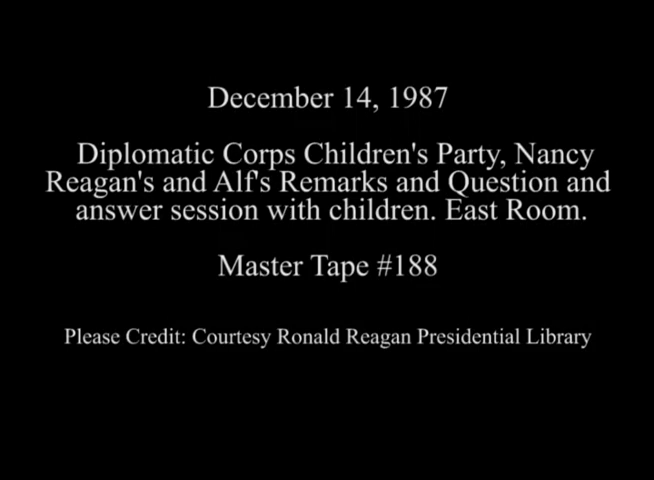 December 14, 1987
Diplomatic Corps Children's Party, Nancy
Reagan's and Alf's Remarks and Question and
answer session with children. East Room.
Master Tape #188
Please Credit: Courtesy Ronald Reagan Presidential Library